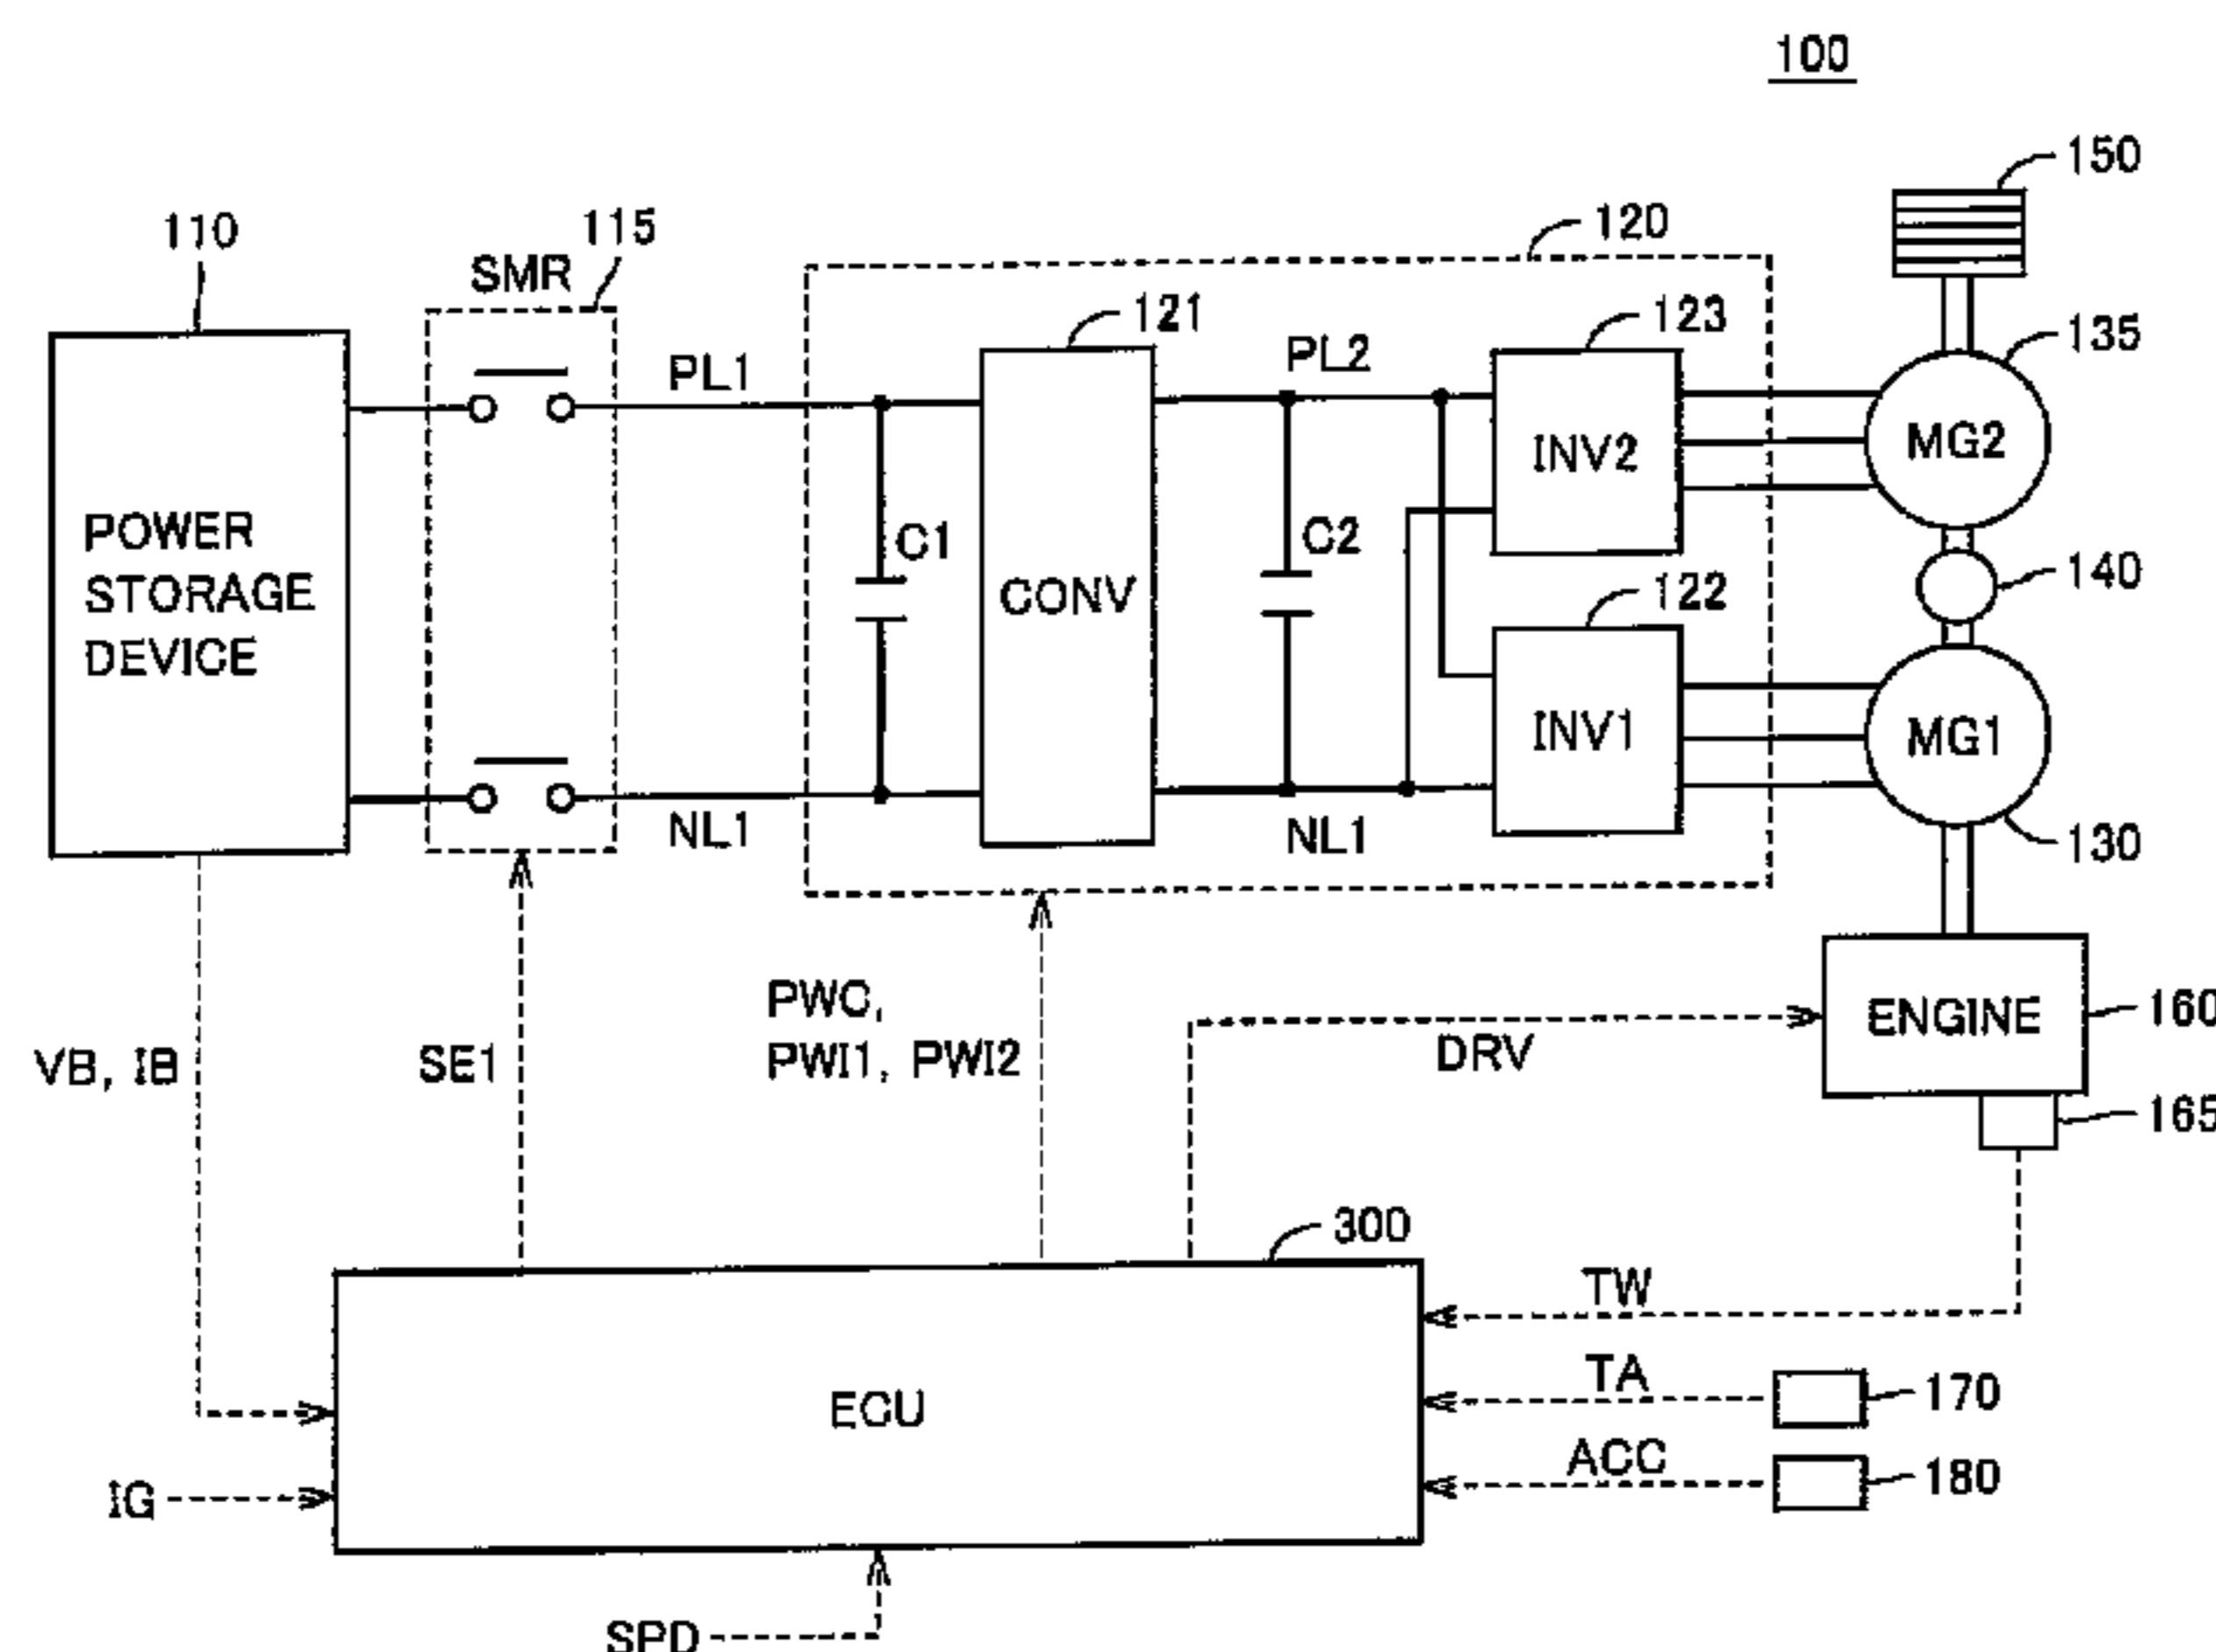 100
150
110
SMR
115
120
121
123
135
PL1
PL2
INV2
MG2
POWER
STORAGE
DEVICE
C1
CONV
C2
140
122
INV1
MG1
NL1
NL1
130
PWC,
PWI1, PWI2
VB, IB
SE1
DRV
ENGINE
160
165
300
TW
TA
170
ECU
ACC
180
IG
SPD